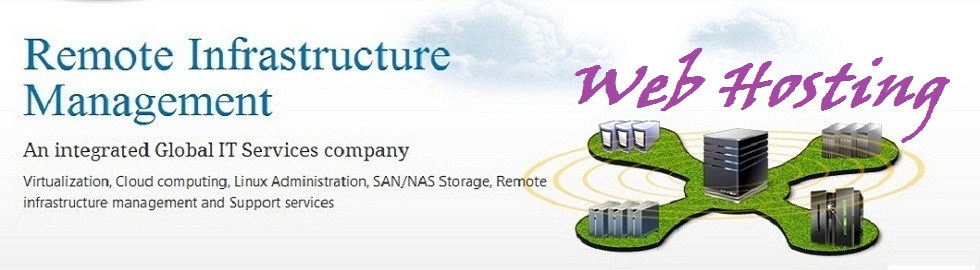 Remote Infrastructure
Management
An integrated Global IT Services company
Virtualization, Cloud computing, Linux Administration, SAN/NAS Storage, Remote
infrastructure management and Support services
Web Hosting